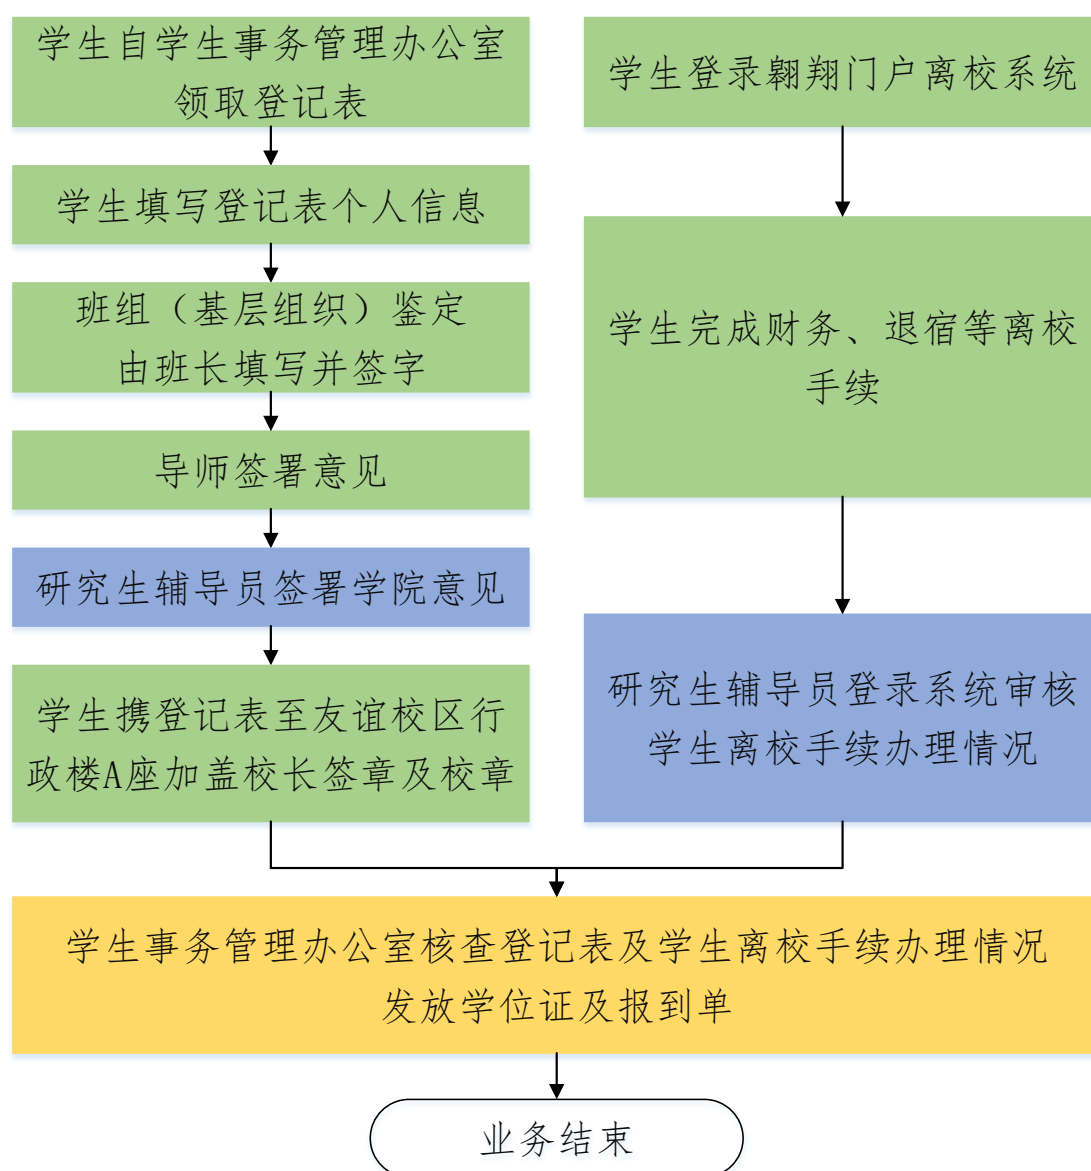 学生自学生事务管理办公室
领取登记表
学生填写登记表个人信息
班组（基层组织）鉴定
由班长填写并签字
导师签署意见
研究生辅导员签署学院意见
学生携登记表至友谊校区行
政楼A座加盖校长签章及校章
学生登录翱翔门户离校系统
学生完成财务、退宿等离校
手续
研究生辅导员登录系统审核
学生离校手续办理情况
学生事务管理办公室核查登记表及学生离校手续办理情况
发放学位证及报到单
业务结束